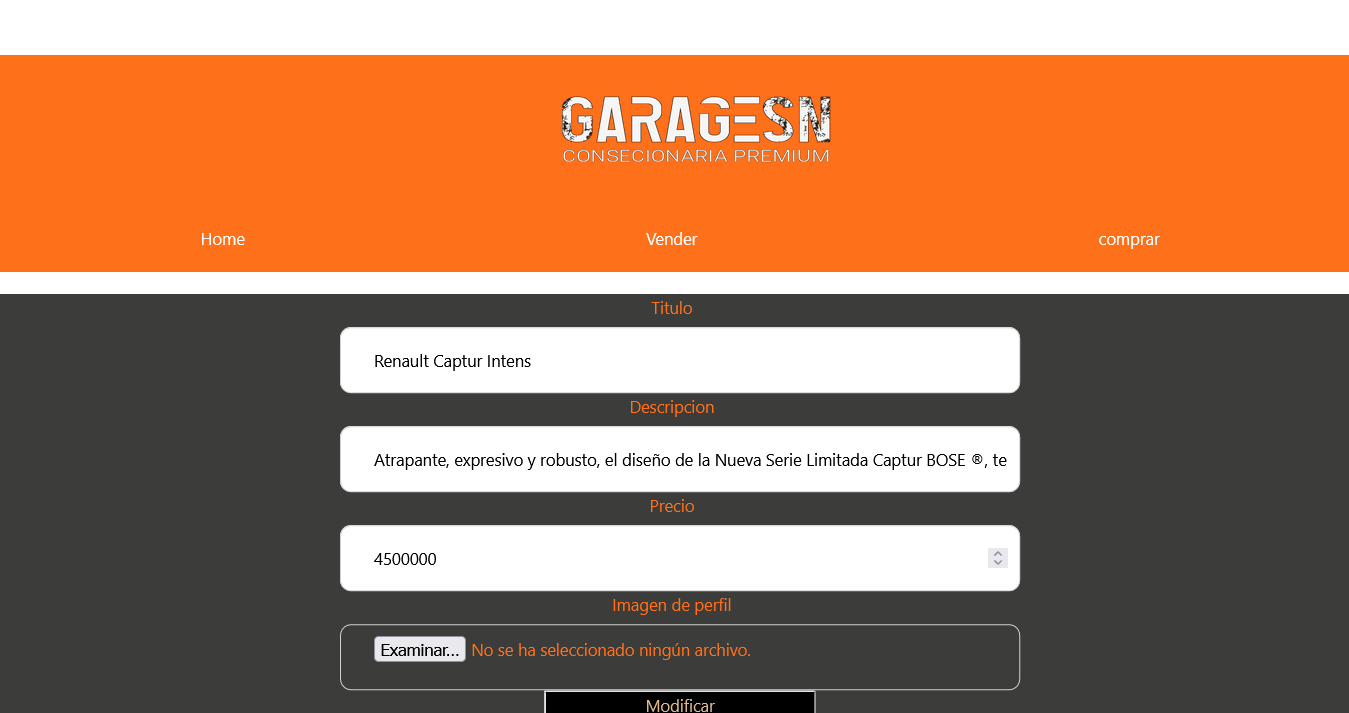 GARAGESN
CONSECIONARIA PREMIUM
Home Vender comprar
Titulo
Renault Captur Intens
Descripcion
Atrapante, expresivo y robusto, el diseño de la Nueva Serie Limitada Captur BOSE ®, te
Precio
4500000
Imagen de perfil
Examinar... No se ha seleccionado ningún archivo.
Modificar